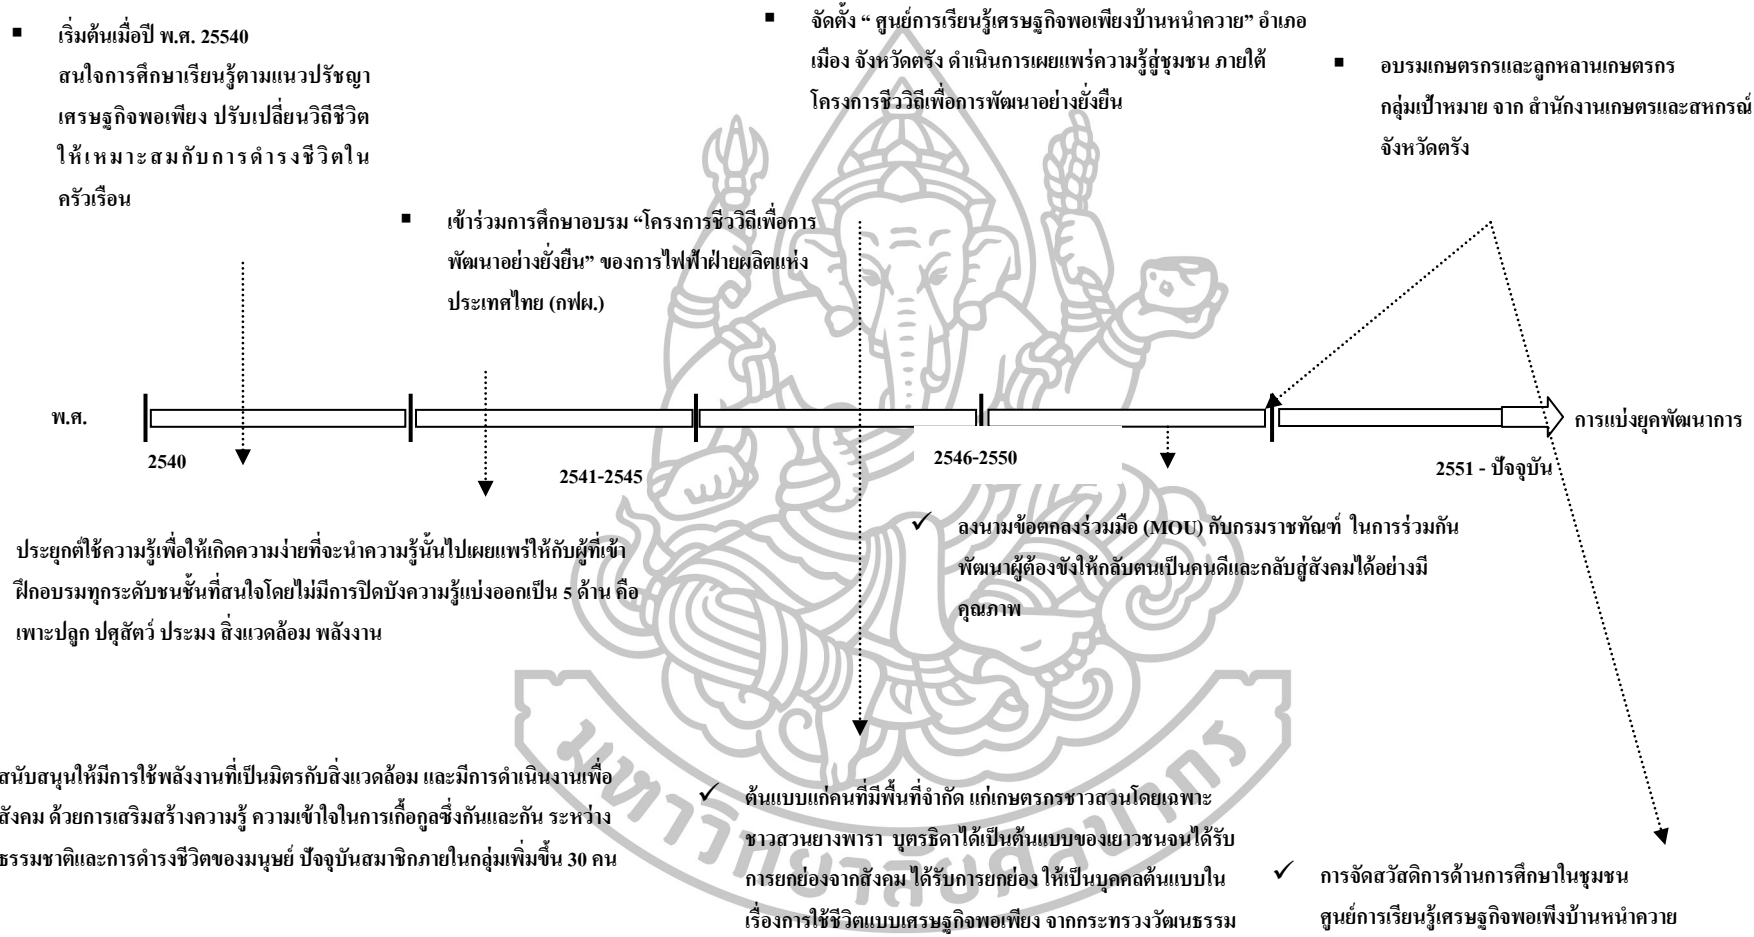 เริ่มต้นเมื่อปี พ.ศ. 25540
สนใจการศึกษาเรียนรู้ตามแนวปรัชญา
เศรษฐกิจพอเพียง ปรับเปลี่ยนวิถีชีวิต
ให้เหมาะสมกับการดำรงชีวิตใน
ครัวเรือน
เข้าร่วมการศึกษาอบรม “โครงการชีววิถีเพื่อการ
พัฒนาอย่างยั่งยืน” ของการไฟฟ้าฝ่ายผลิตแห่ง
ประเทศไทย (กฟผ.)
จัดตั้ง “ ศูนย์การเรียนรู้เศรษฐกิจพอเพียงบ้านหนำควาย” อำเภอ
เมือง จังหวัดตรัง ดำเนินการเผยแพร่ความรู้สู่ชุมชน ภายใต้
โครงการชีววิถีเพื่อการพัฒนาอย่างยั่งยืน
อบรมเกษตรกรและลูกหลานเกษตรกร
กลุ่มเป้าหมาย จาก สำนักงานเกษตรและสหกรณ์
จังหวัดตรัง
พ.ศ.
การแบ่งยุคพัฒนาการ
2540
2541-2545
2546-2550
2551 - ปัจจุบัน
ประยุกต์ใช้ความรู้เพื่อให้เกิดความง่ายที่จะนำความรู้นั้นไปเผยแพร่ให้กับผู้ที่เข้า
ฝึกอบรมทุกระดับชนชั้นที่สนใจโดยไม่มีการปิดบังความรู้แบ่งออกเป็น 5 ด้าน คือ
เพาะปลูก ปศุสัตว์ ประมง สิ่งแวดล้อม พลังงาน
✓ ลงนามข้อตกลงร่วมมือ (MOU) กับกรมราชทัณฑ์ ในการร่วมกัน
พัฒนาผู้ต้องขังให้กลับตนเป็นคนดีและกลับสู่สังคมได้อย่างมี
คุณภาพ
สนับสนุนให้มีการใช้พลังงานที่เป็นมิตรกับสิ่งแวดล้อม และมีการดำเนินงานเพื่อ
สังคม ด้วยการเสริมสร้างความรู้ ความเข้าใจในการเกื้อกูลซึ่งกันและกัน ระหว่าง
ธรรมชาติและการดำรงชีวิตของมนุษย์ ปัจจุบันสมาชิกภายในกลุ่มเพิ่มขึ้น 30 คน
✓ ต้นแบบแก่คนที่มีพื้นที่จำกัด แก่เกษตรกรชาวสวนโดยเฉพาะ
ชาวสวนยางพารา บุตรธิดาได้เป็นต้นแบบของเยาวชนจนได้รับ
การยกย่องจากสังคม ได้รับการยกย่อง ให้เป็นบุคคลต้นแบบใน
เรื่องการใช้ชีวิตแบบเศรษฐกิจพอเพียง จากกระทรวงวัฒนธรรม
✓ การจัดสวัสดิการด้านการศึกษาในชุมชน
ศูนย์การเรียนรู้เศรษฐกิจพอเพีงบ้านหนำควาย
มหาวิทยาลัยศิลปากร